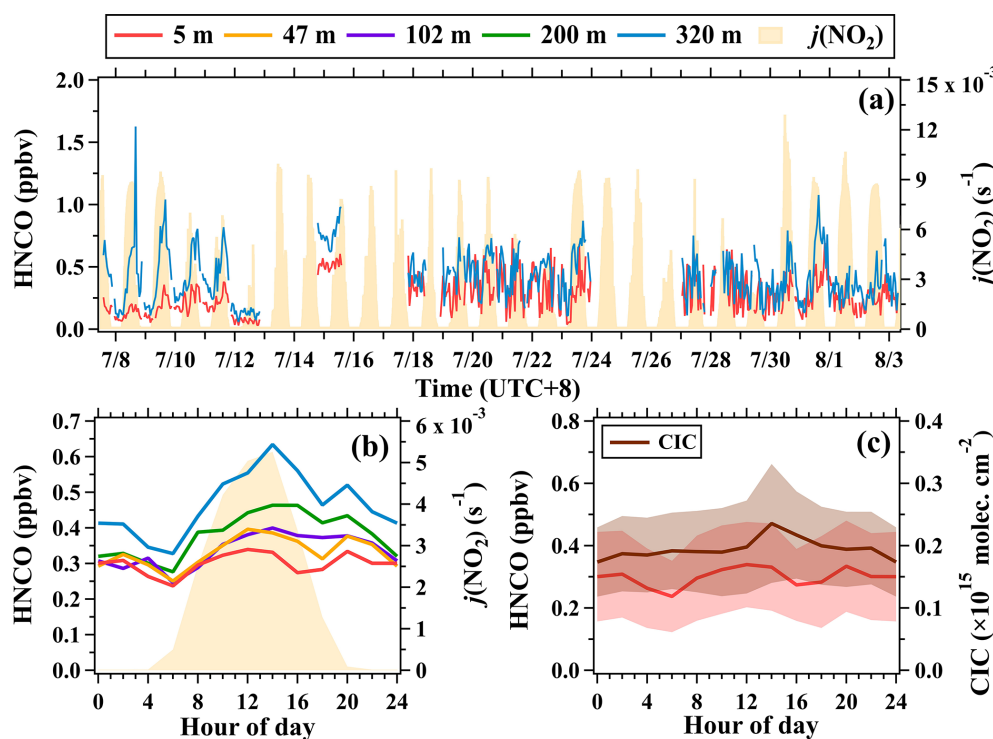 5 m 47 m 102 m 200 m 320 m j(NO2)
(a)
HNCO (ppbv)
2.0
1.5
1.0
0.5
0.0
15 x 10-3
12
9
6
3
0
j(NO2) (s-1)
7/8 7/10 7/12 7/14 7/16 7/18 7/20 7/22 7/24 7/26 7/28 7/30 8/1 8/3
Time (UTC+8)
(b)
HNCO (ppbv)
0.7
0.6
0.5
0.4
0.3
0.3
0.1
0.0
6 x 10-3
5
4
3
2
1
0
j(NO2) (s-1)
0 4 8 12 16 20 24
Hour of day
(c)
CIC
HNCO (ppbv)
0.8
0.6
0.4
0.2
0.0
0.4
0.3
0.2
0.1
0.0
CIC (×10^15 molec. cm-2)
0 4 8 12 16 20 24
Hour of day